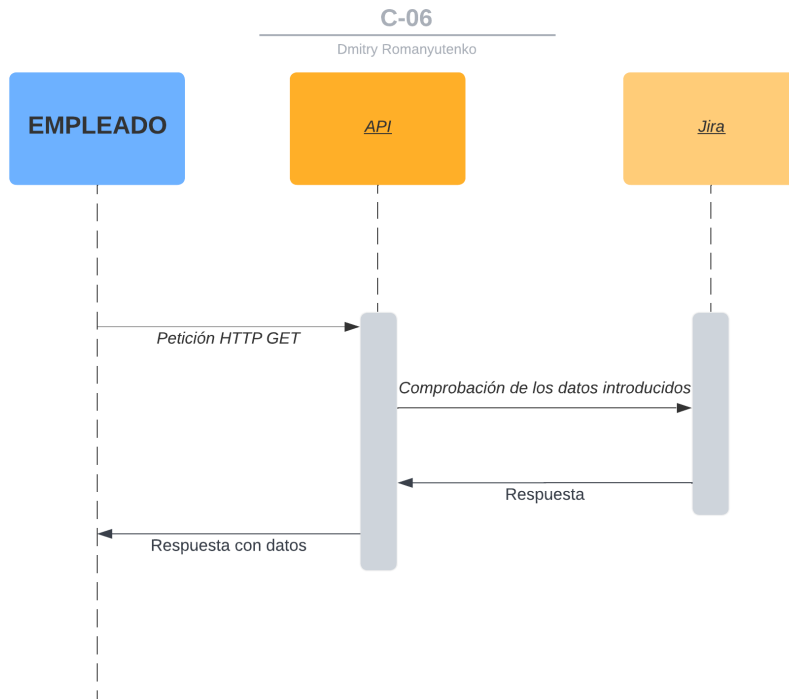 C-06
Dmitry Romanyutenko
EMPLEADO
API
Jira
Petición HTTP GET
Comprobación de los datos introducidos
Respuesta
Respuesta con datos